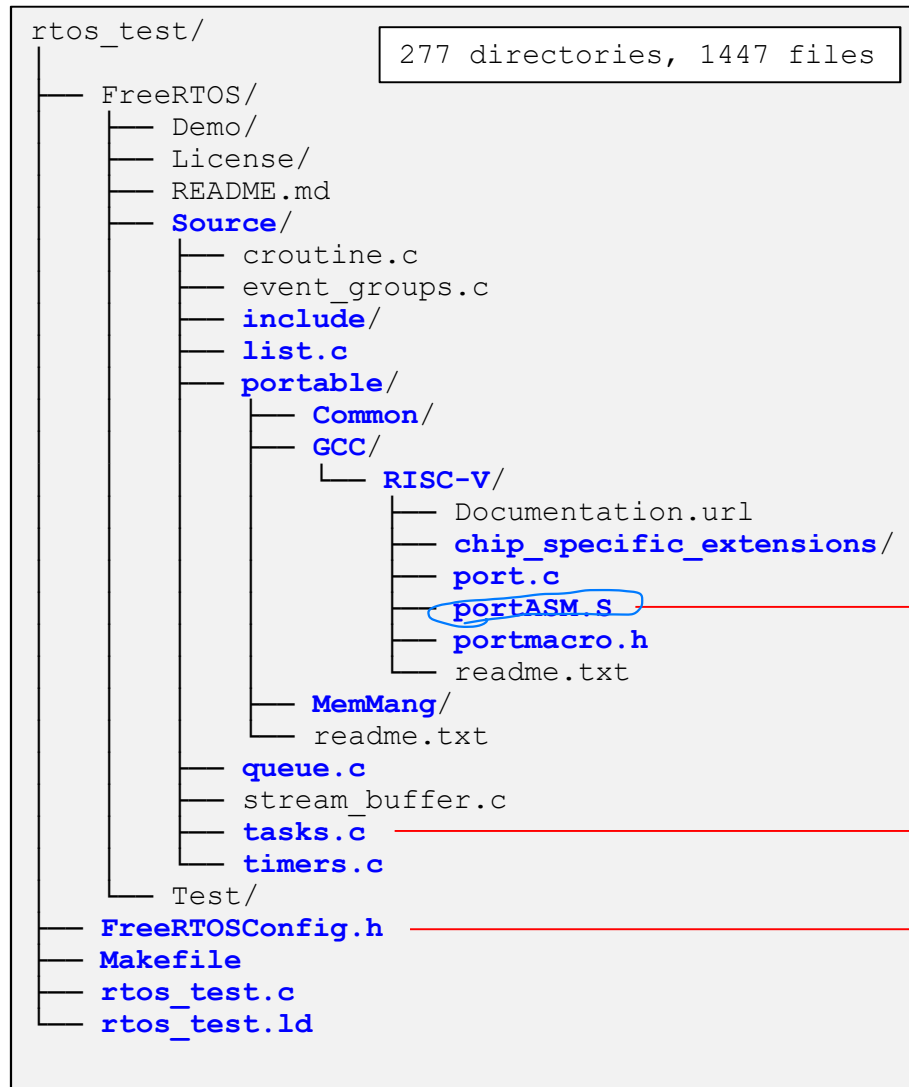 rtos_test/
277 directories, 1447 files
├── FreeRTOS/
│   ├── Demo/
│   ├── License/
│   ├── README.md
│   ├── Source/
│   │   ├── croutine.c
│   │   ├── event_groups.c
│   │   ├── include/
│   │   ├── list.c
│   │   ├── portable/
│   │   │   ├── Common/
│   │   │   ├── GCC/
│   │   │   │   └── RISC-V/
│   │   │   │       ├── Documentation.url
│   │   │   │       ├── chip_specific_extensions/
│   │   │   │       ├── port.c
│   │   │   │       ├── portASM.S
│   │   │   │       ├── portmacro.h
│   │   │   │       └── readme.txt
│   │   │   ├── MemMang/
│   │   │   └── readme.txt
│   │   ├── queue.c
│   │   ├── stream_buffer.c
│   │   ├── tasks.c
│   │   └── timers.c
│   └── Test/
├── FreeRTOSConfig.h
├── Makefile
├── rtos_test.c
└── rtos_test.ld